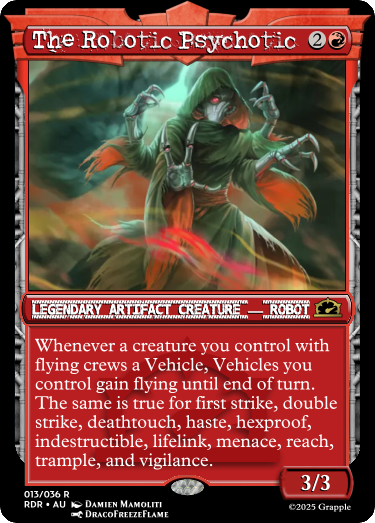 The Robotic Psychotic 2
Legendary Artifact Creature — Robot
Whenever a creature you control with
flying crews a Vehicle, Vehicles you
control gain flying until end of turn.
The same is true for first strike, double
strike, deathtouch, haste, hexproof,
indestructible, lifelink, menace, reach,
trample, and vigilance.
3/3
013/036 R
RDR • AU Damien Mamoliti
DracoFreezeFlame
©2025 Grapple